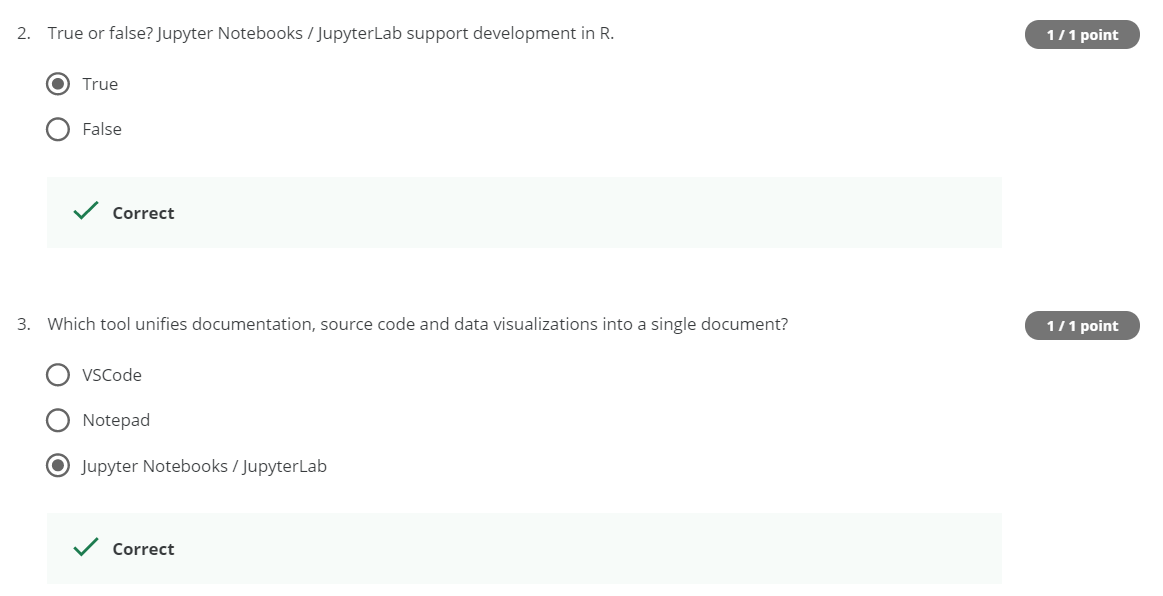 2. True or false? Jupyter Notebooks / JupyterLab support development in R.
1 / 1 point
True
False
Correct
3. Which tool unifies documentation, source code and data visualizations into a single document?
1 / 1 point
VSCode
Notepad
Jupyter Notebooks / JupyterLab
Correct